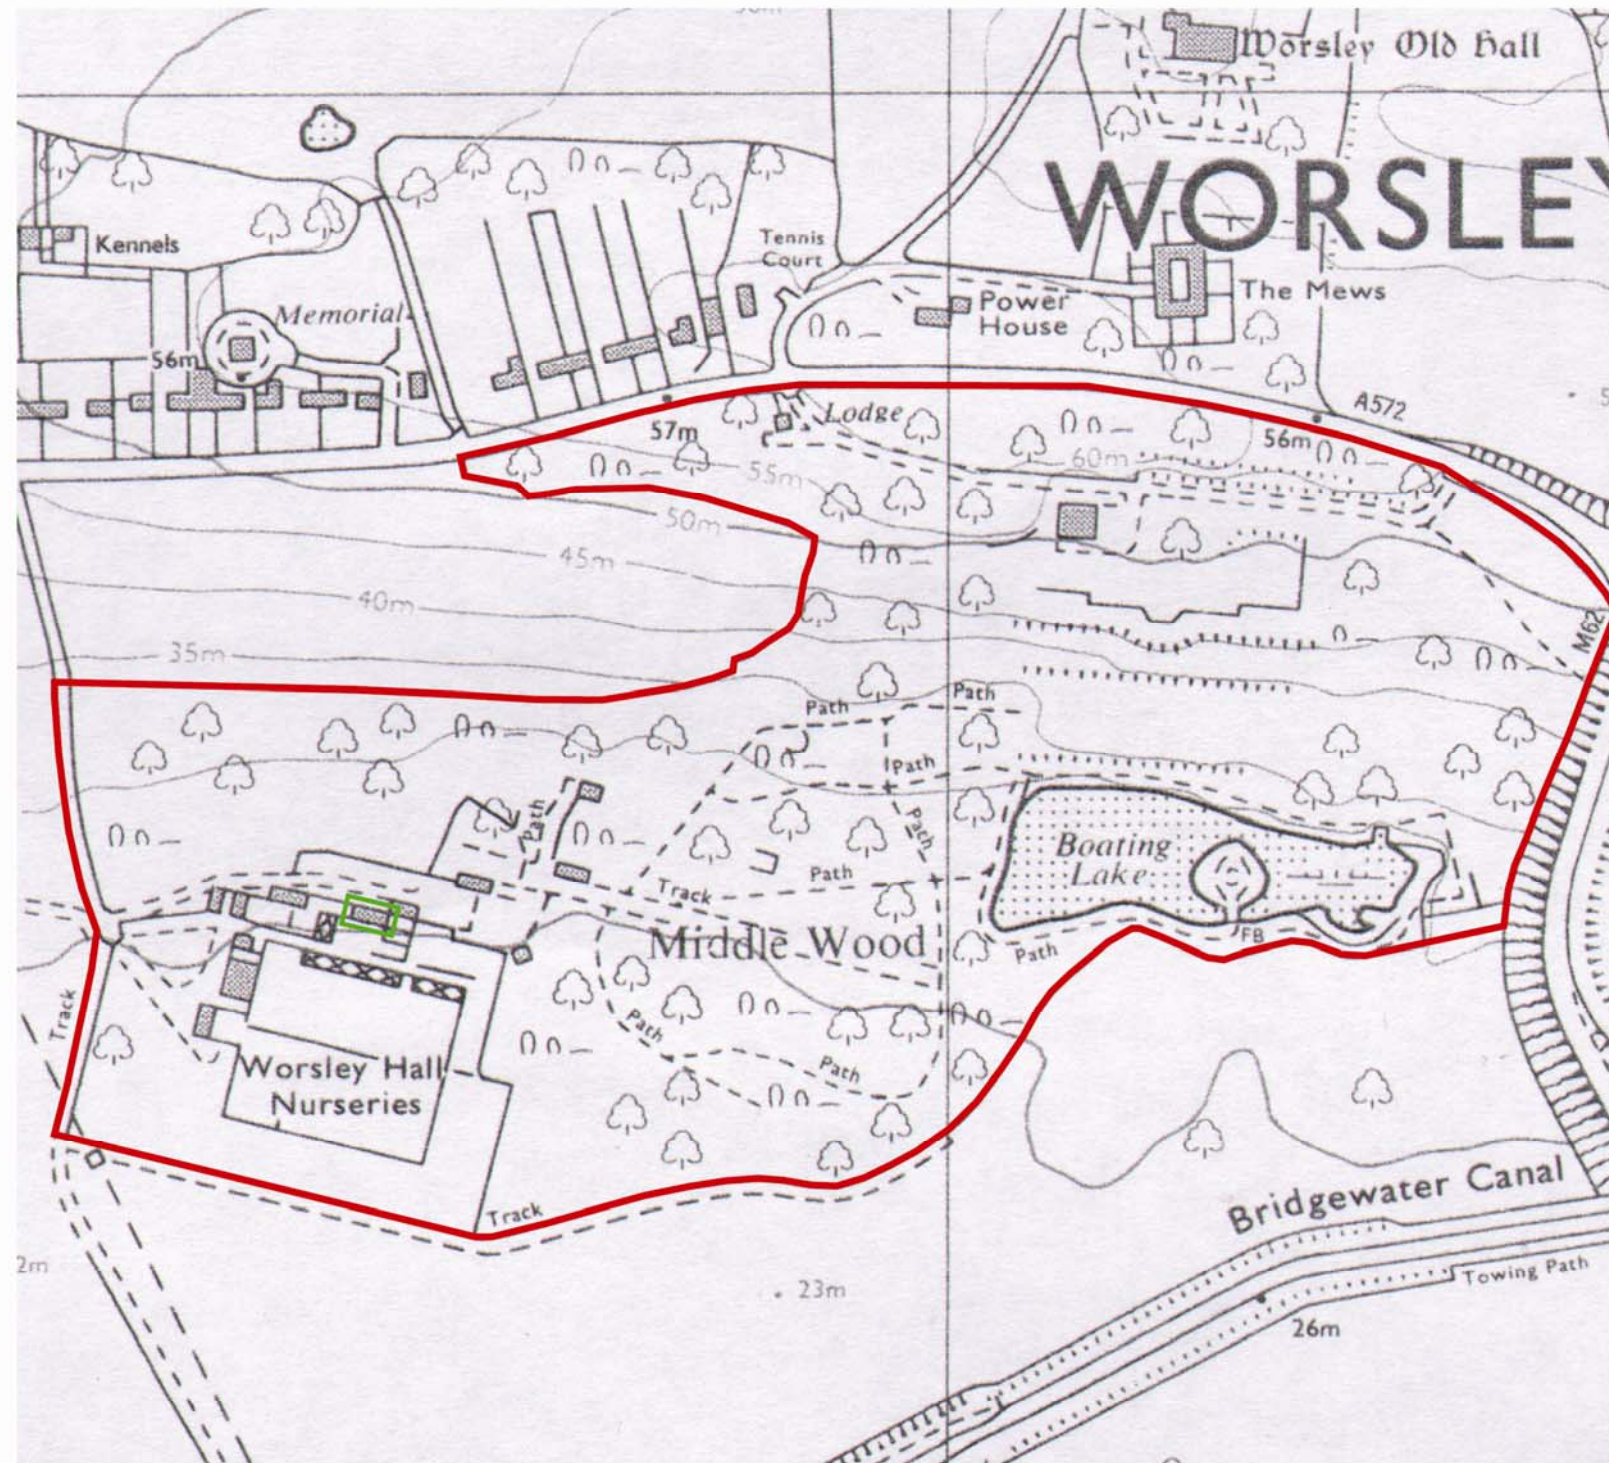 Worsley Old Hall
WORSLEY
Kennels
Tennis
Court
Memorial
Power
House
The Mews
56m
A572
Lodge
57m
56m
60m
55m
50m
45m
40m
M62
35m
Path
Path
Path
Path
Path
Boating
Lake
Path
Track
Middle Wood
FB
Path
Track
Path
Worsley Hall
Nurseries
Path
Bridgewater Canal
Track
2m
23m
Towing Path
26m